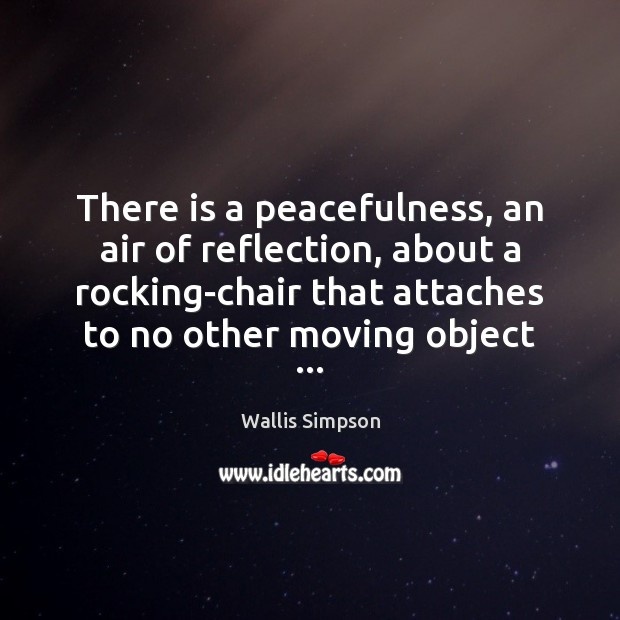 There is a peacefulness, an
air of reflection, about a
rocking-chair that attaches
to no other moving object
...
Wallis Simpson
www.idlehearts.com